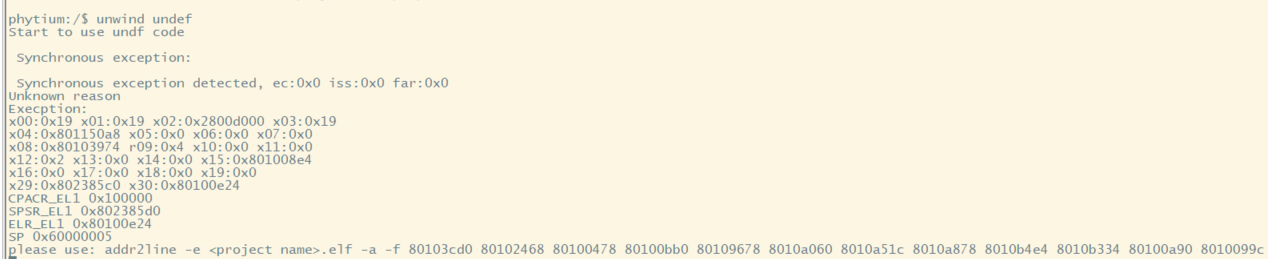 phytium:/$ unwind undef
Start to use undf code
Synchronous exception:
Synchronous exception detected, ec:0x0 iss:0x0 far:0x0
Unknown reason
Execption:
x00:0x19 x01:0x19 x02:0x2800d000 x03:0x19
x04:0x801150a8 x05:0x0 x06:0x0 x07:0x0
x08:0x80103974 r09:0x4 x10:0x0 x11:0x0
x12:0x2 x13:0x0 x14:0x0 x15:0x801008e4
x16:0x0 x17:0x0 x18:0x0 x19:0x0
x29:0x802385c0 x30:0x80100e24
CPACR_EL1 0x100000
SPSR_EL1 0x802385d0
ELR_EL1 0x80100e24
SP 0x60000005
please use: addr2line -e <project name>.elf -a -f 80103cd0 80102468 80100478 80100bb0 80109678 8010a060 8010a51c 8010a878 8010b4e4 8010b334 80100a90 8010099c